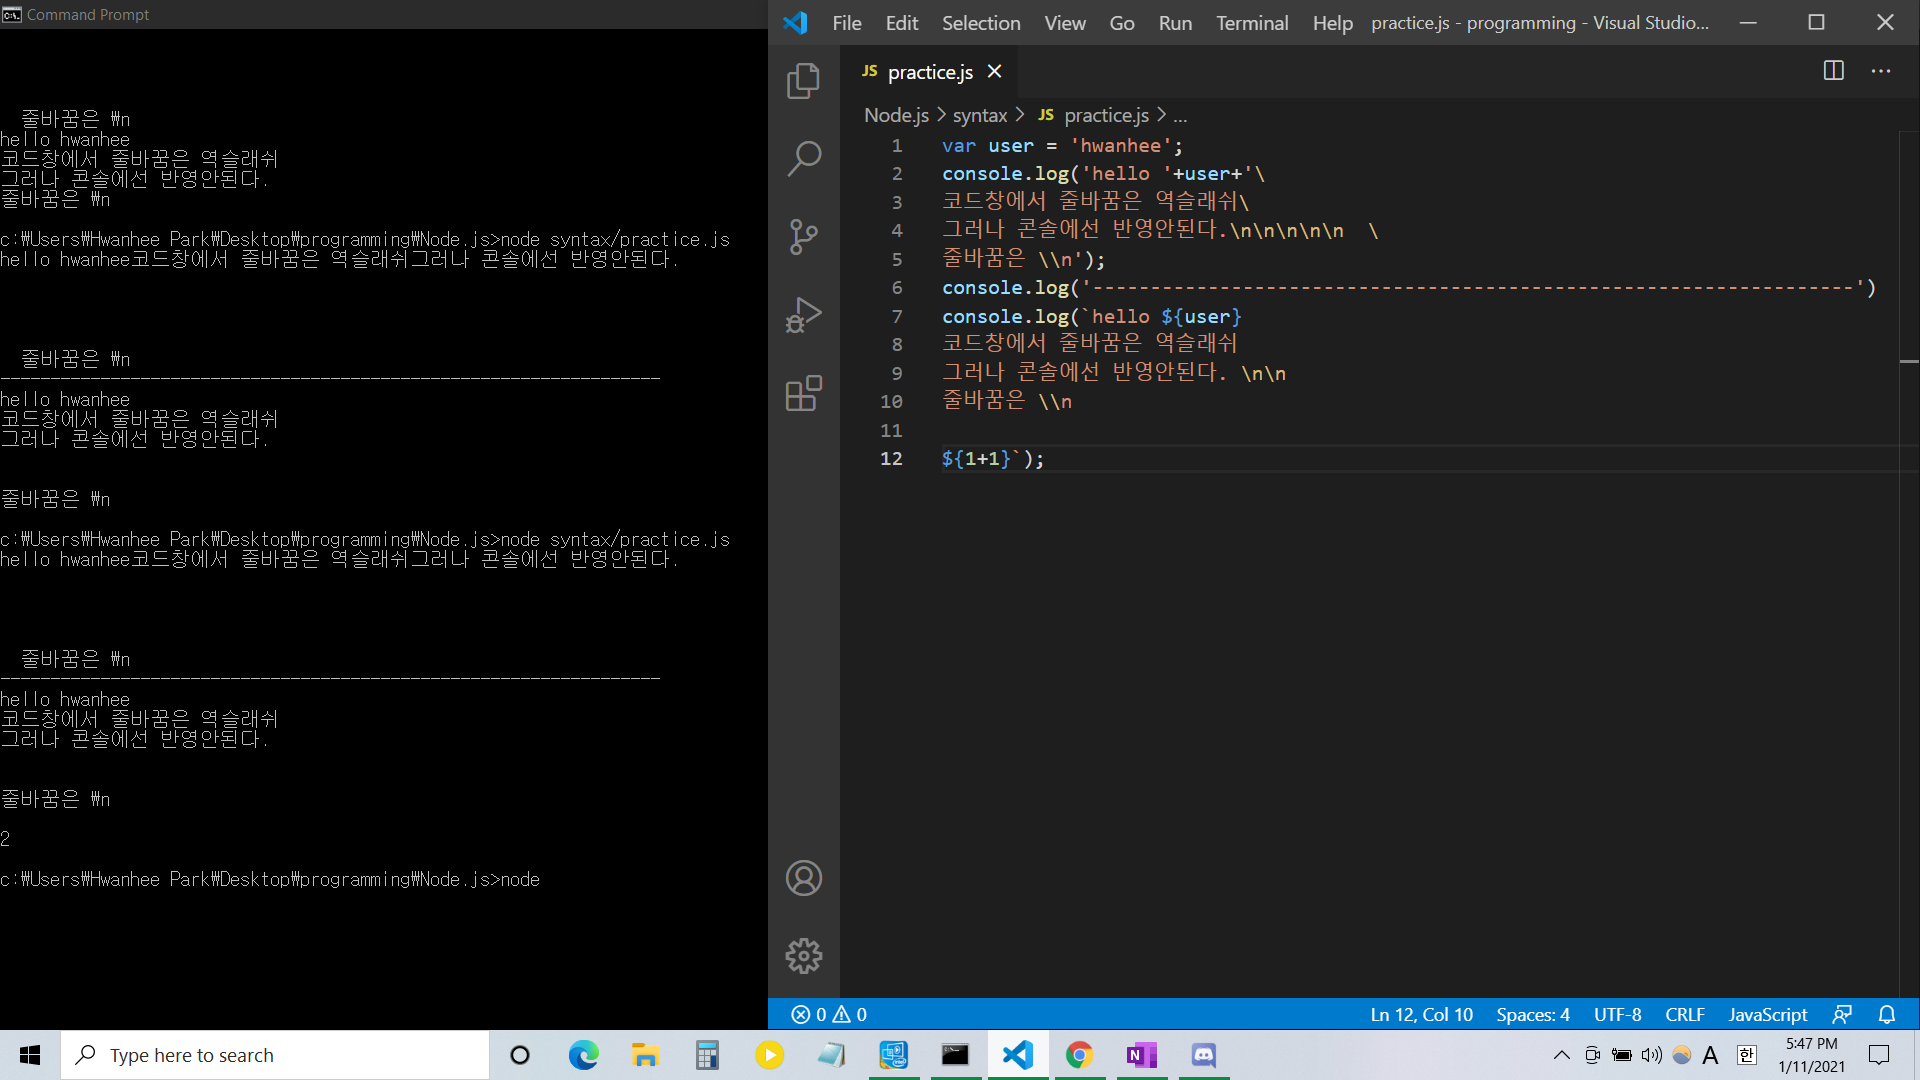 Command Prompt
줄바꿈은 ₩n
hello hwanhee
코드창에서 줄바꿈은 역슬래쉬
그러나 콘솔에선 반영안된다.
줄바꿈은 ₩n
c:₩Users₩Hwanhee Park₩Desktop₩programming₩Node.js>node syntax/practice.js
hello hwanhee코드창에서 줄바꿈은 역슬래쉬그러나 콘솔에선 반영안된다.
줄바꿈은 ₩n
------------------------------------------------------------------
hello hwanhee
코드창에서 줄바꿈은 역슬래쉬
그러나 콘솔에선 반영안된다.
줄바꿈은 ₩n
c:₩Users₩Hwanhee Park₩Desktop₩programming₩Node.js>node syntax/practice.js
hello hwanhee코드창에서 줄바꿈은 역슬래쉬그러나 콘솔에선 반영안된다.
줄바꿈은 ₩n
------------------------------------------------------------------
hello hwanhee
코드창에서 줄바꿈은 역슬래쉬
그러나 콘솔에선 반영안된다.
줄바꿈은 ₩n
2
c:₩Users₩Hwanhee Park₩Desktop₩programming₩Node.js>node
File Edit Selection View Go Run Terminal Help practice.js - programming - Visual Studio...
JS practice.js
Node.js > syntax > JS practice.js > ...
1 var user = 'hwanhee';
2 console.log('hello '+user+'\
3 코드창에서 줄바꿈은 역슬래쉬\
4 그러나 콘솔에선 반영안된다.\n\n\n\n\n  \
5 줄바꿈은 \\n');
6 console.log('------------------------------------------------------------------')
7 console.log(`hello ${user}
8 코드창에서 줄바꿈은 역슬래쉬
9 그러나 콘솔에선 반영안된다. \n\n
10 줄바꿈은 \\n
11
12 ${1+1}`);
0 0 Ln 12, Col 10 Spaces: 4 UTF-8 CRLF JavaScript
Type here to search
A 한 5:47 PM
1/11/2021